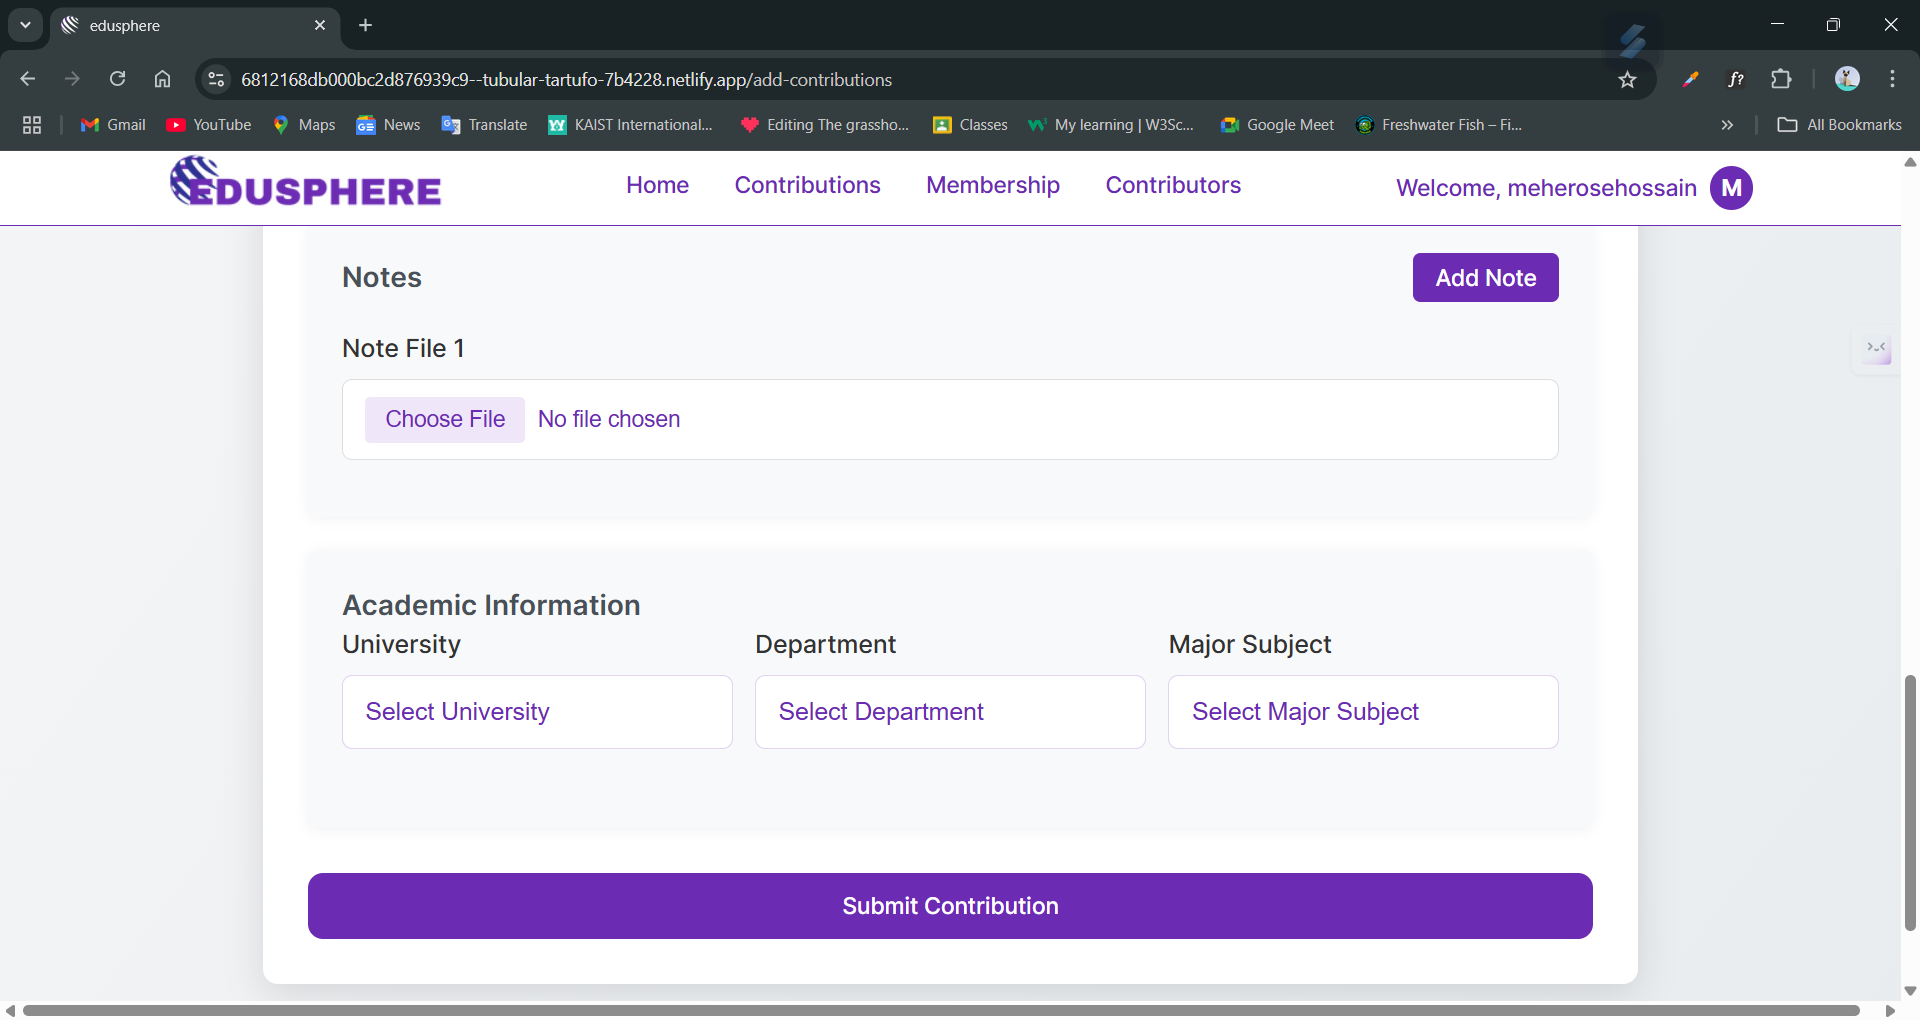 edusphere
6812168db000bc2d876939c9--tubular-tartufo-7b4228.netlify.app/add-contributions
f?
Gmail YouTube Maps News Translate KAIST International... Editing The grassho... Classes My learning | W3Sc... Google Meet Freshwater Fish – Fi... » All Bookmarks
EDUSPHERE
Home Contributions Membership Contributors Welcome, meherosehossain M
Notes Add Note
Note File 1
Choose File No file chosen
Academic Information
University Department Major Subject
Select University Select Department Select Major Subject
Submit Contribution